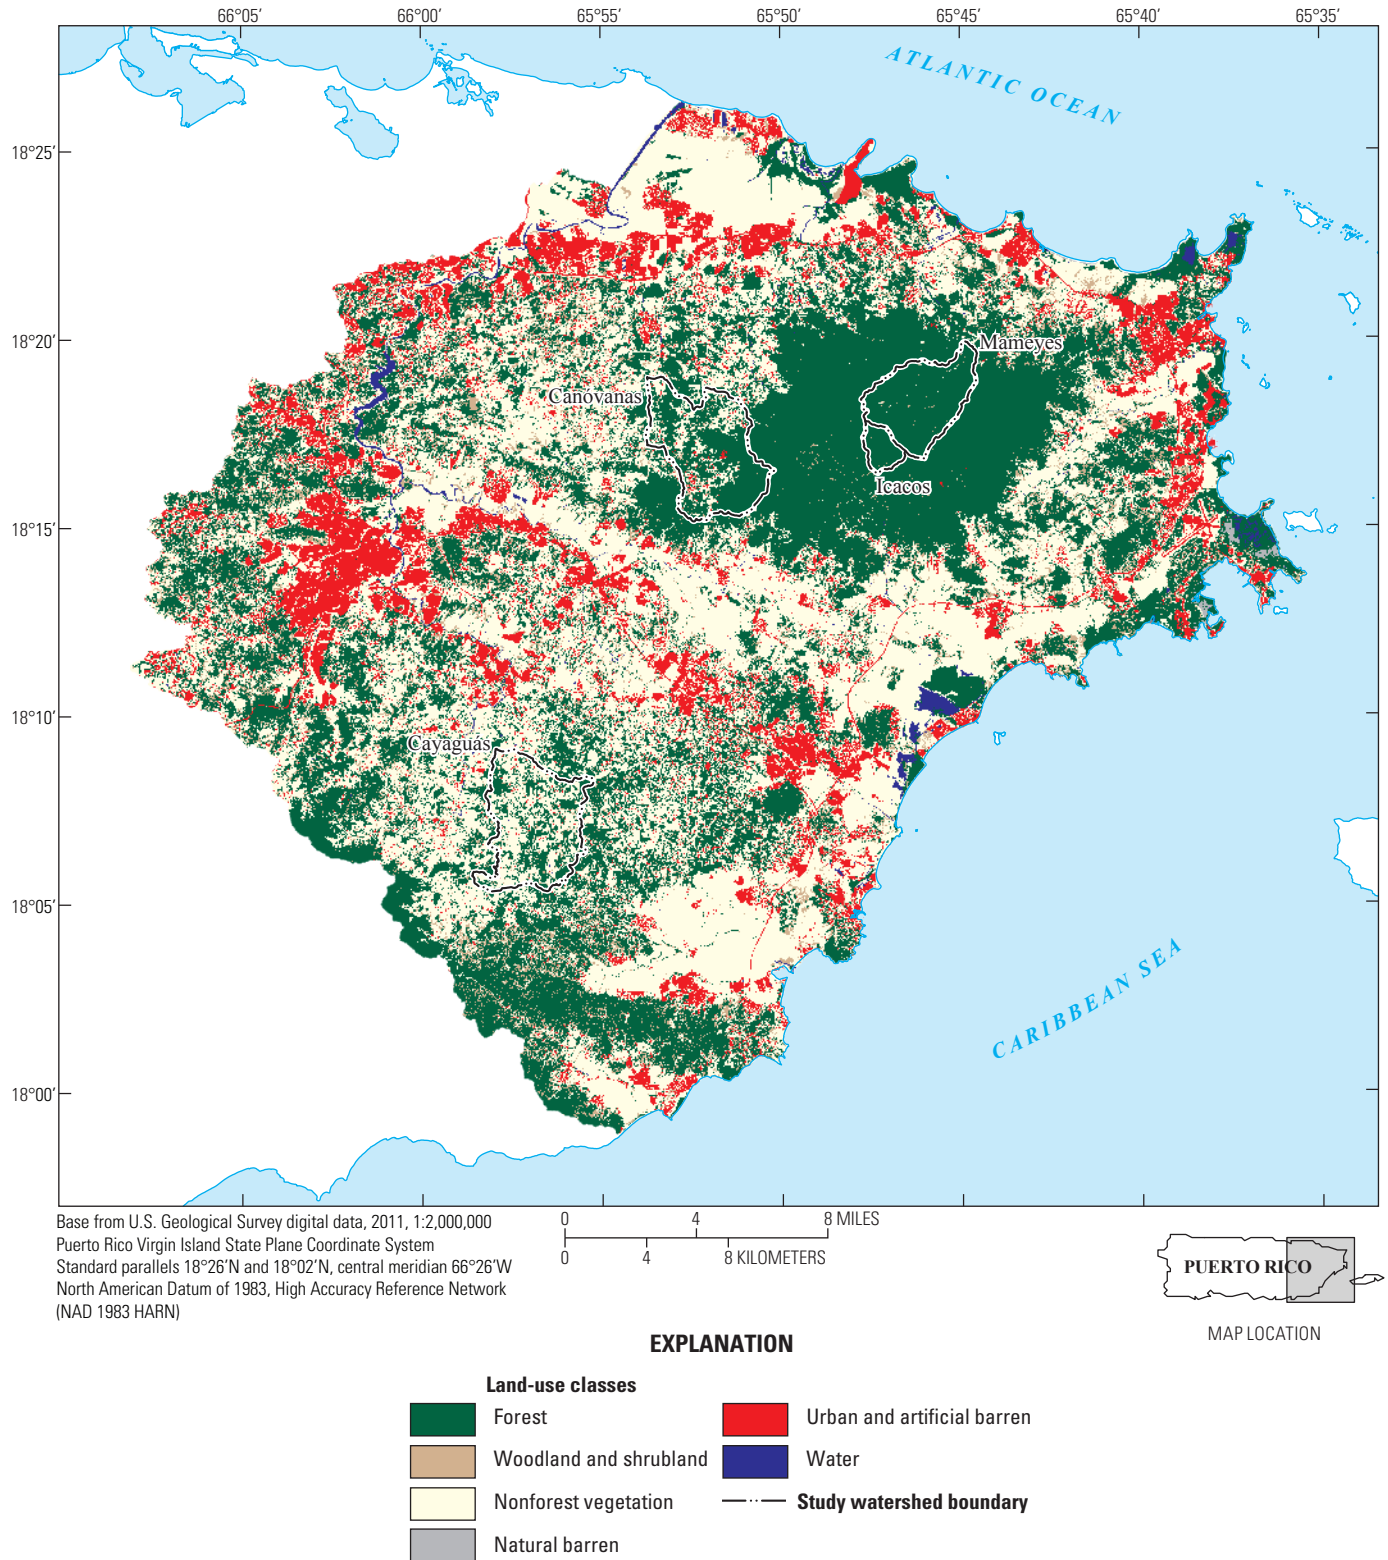 66°05′ 66°00′ 65°55′ 65°50′ 65°45′ 65°40′ 65°35′
ATLANTIC OCEAN
18°25′
18°20′
Mameyes
Canovanas
Icacos
18°15′
18°10′
Cayaguás
18°05′
CARIBBEAN SEA
18°00′
Base from U.S. Geological Survey digital data, 2011, 1:2,000,000
Puerto Rico Virgin Island State Plane Coordinate System
Standard parallels 18°26′N and 18°02′N, central meridian 66°26′W
North American Datum of 1983, High Accuracy Reference Network
(NAD 1983 HARN)
0 4 8 MILES
0 4 8 KILOMETERS
PUERTO RICO
MAP LOCATION
EXPLANATION
Land-use classes
Forest
Woodland and shrubland
Nonforest vegetation
Natural barren
Urban and artificial barren
Water
Study watershed boundary